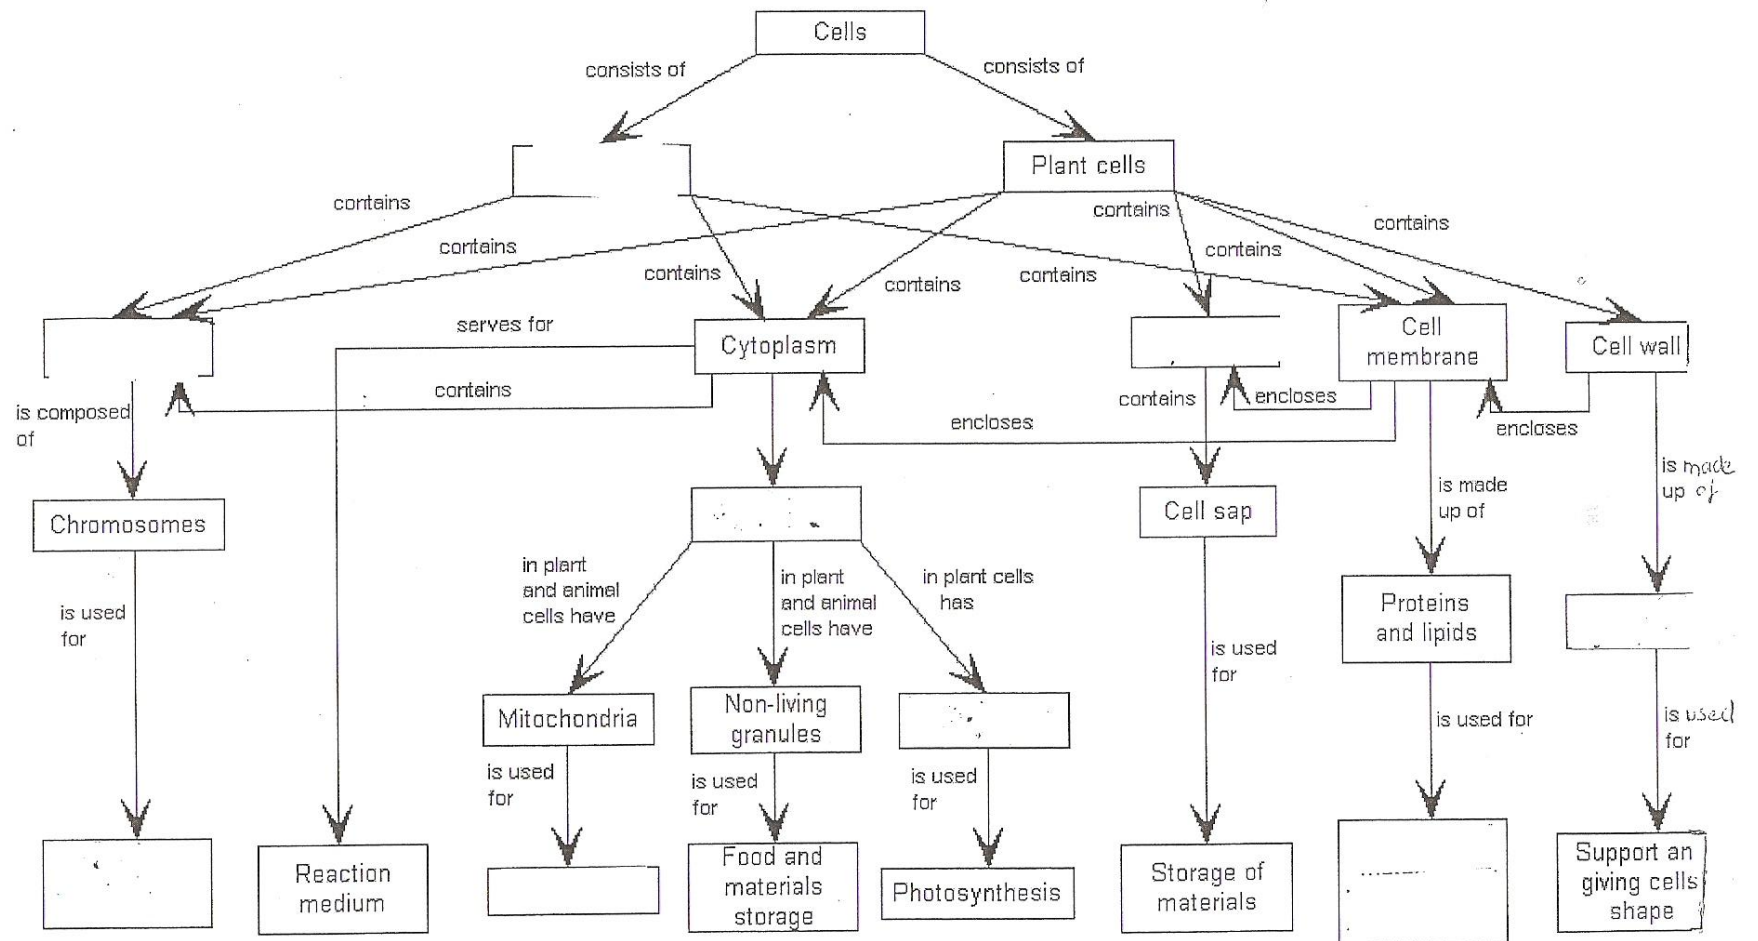 Cells
consists of
consists of
Plant cells
contains
contains
contains
contains
contains
contains
contains
contains
contains
serves for
Cytoplasm
Cell
membrane
Cell wall
is composed
of
contains
encloses
contains
encloses
encloses
Chromosomes
Cell sap
is made
up of
is made
up of
in plant
and animal
cells have
in plant
and animal
cells have
in plant cells
has
is used
for
Proteins
and lipids
is used
for
Mitochondria
Non-living
granules
is used for
is used
for
is used
for
is used
for
is used
for
Reaction
medium
Food and
materials
storage
Photosynthesis
Storage of
materials
Support an
giving cells
shape